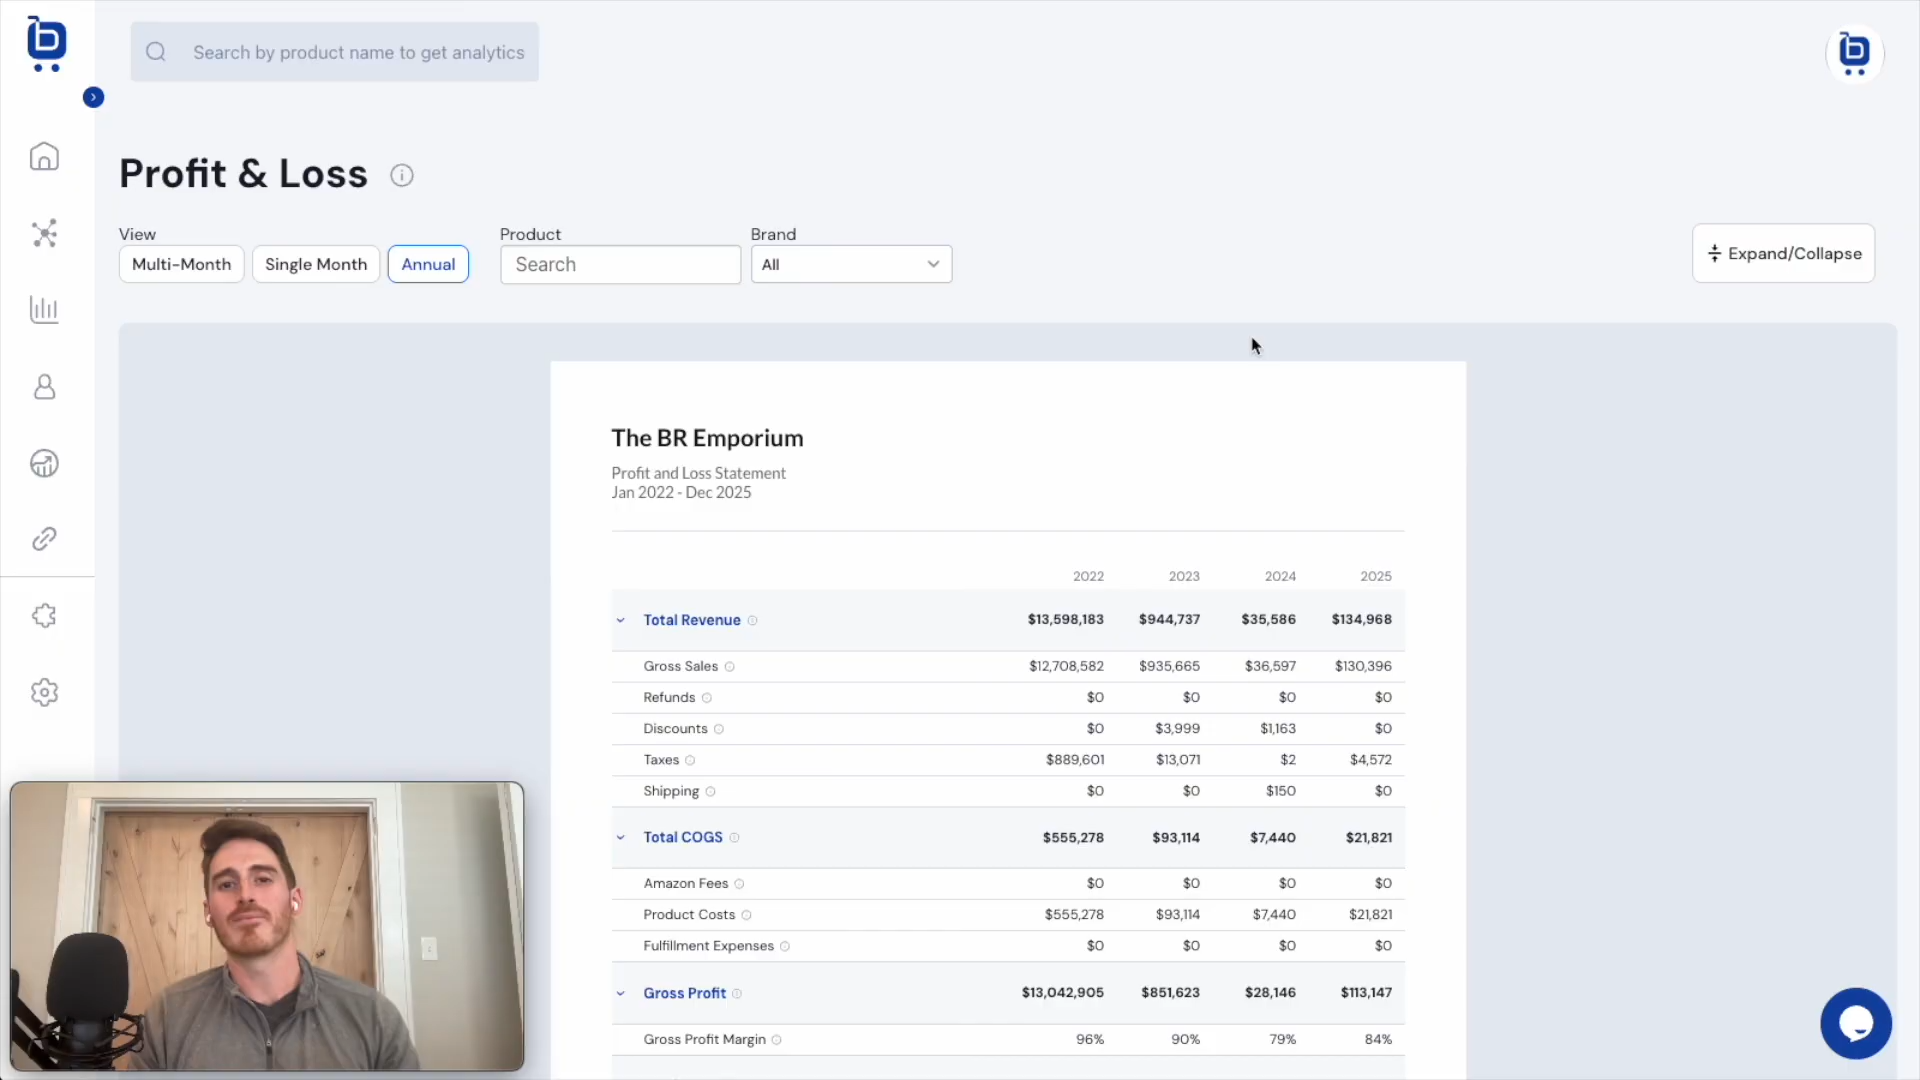 b
Search by product name to get analytics
b
Profit & Loss
View
Product
Brand
Multi-Month
Single Month
Annual
Search
All
Expand/Collapse
The BR Emporium
Profit and Loss Statement
Jan 2022 - Dec 2025
2022 2023 2024 2025
Total Revenue $13,598,183 $944,737 $35,586 $134,968
Gross Sales $12,708,582 $935,665 $36,597 $130,396
Refunds $0 $0 $0 $0
Discounts $0 $3,999 $1,163 $0
Taxes $889,601 $13,071 $2 $4,572
Shipping $0 $0 $150 $0
Total COGS $555,278 $93,114 $7,440 $21,821
Amazon Fees $0 $0 $0 $0
Product Costs $555,278 $93,114 $7,440 $21,821
Fulfillment Expenses $0 $0 $0 $0
Gross Profit $13,042,905 $851,623 $28,146 $113,147
Gross Profit Margin 96% 90% 79% 84%